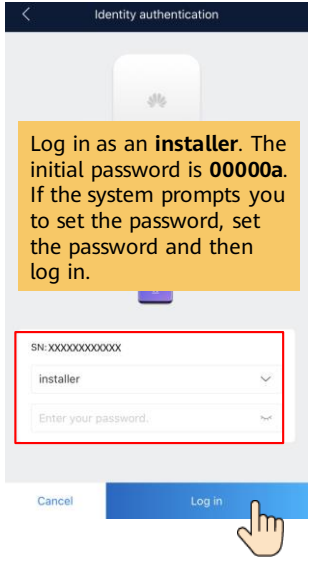 Identity authentication
Log in as an installer. The
initial password is 00000a.
If the system prompts you
to set the password, set
the password and then
log in.
SN:XXXXXXXXXXXX
installer
Enter your password.
Cancel
Log in